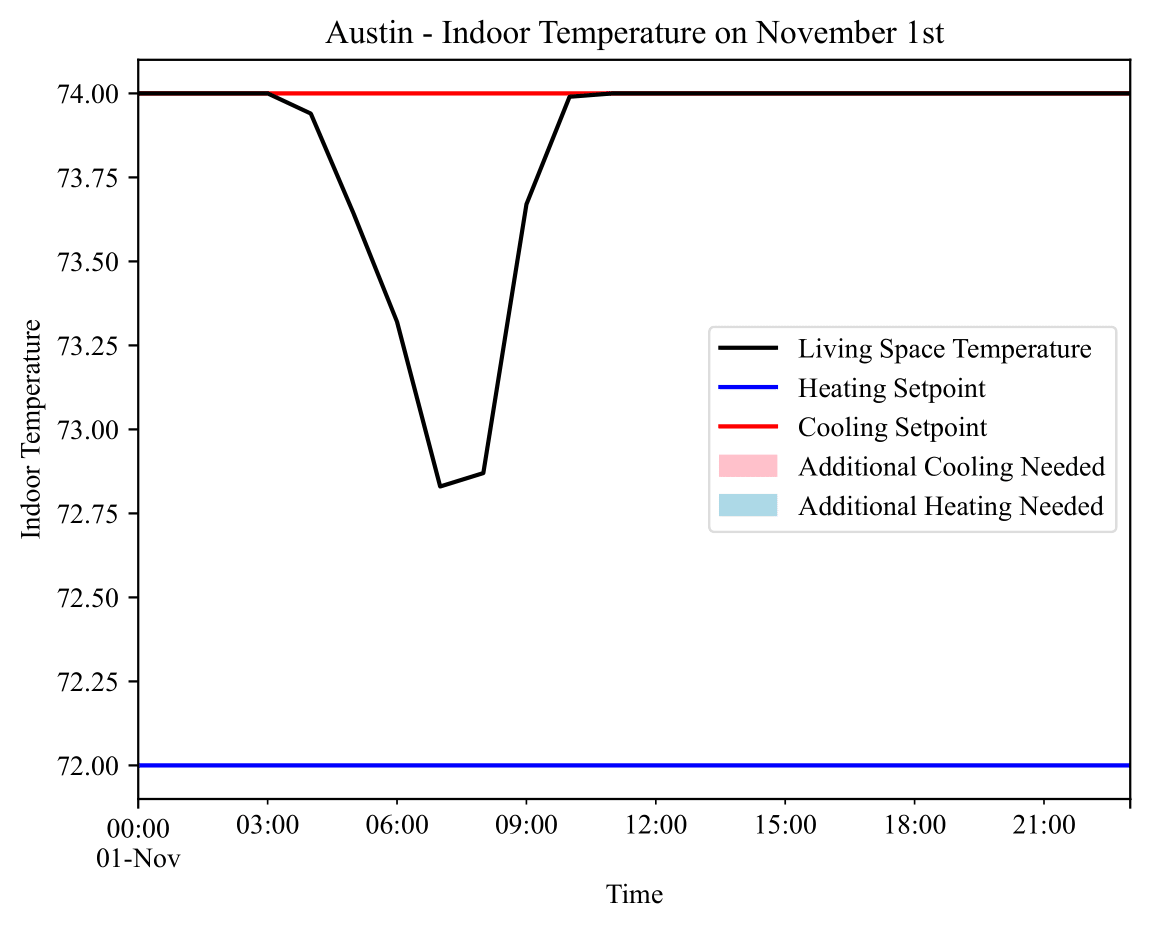 Austin - Indoor Temperature on November 1st
74.00
73.75
73.50
73.25
73.00
72.75
72.50
72.25
72.00
Indoor Temperature
Living Space Temperature
Heating Setpoint
Cooling Setpoint
Additional Cooling Needed
Additional Heating Needed
00:00 03:00 06:00 09:00 12:00 15:00 18:00 21:00
01-Nov
Time